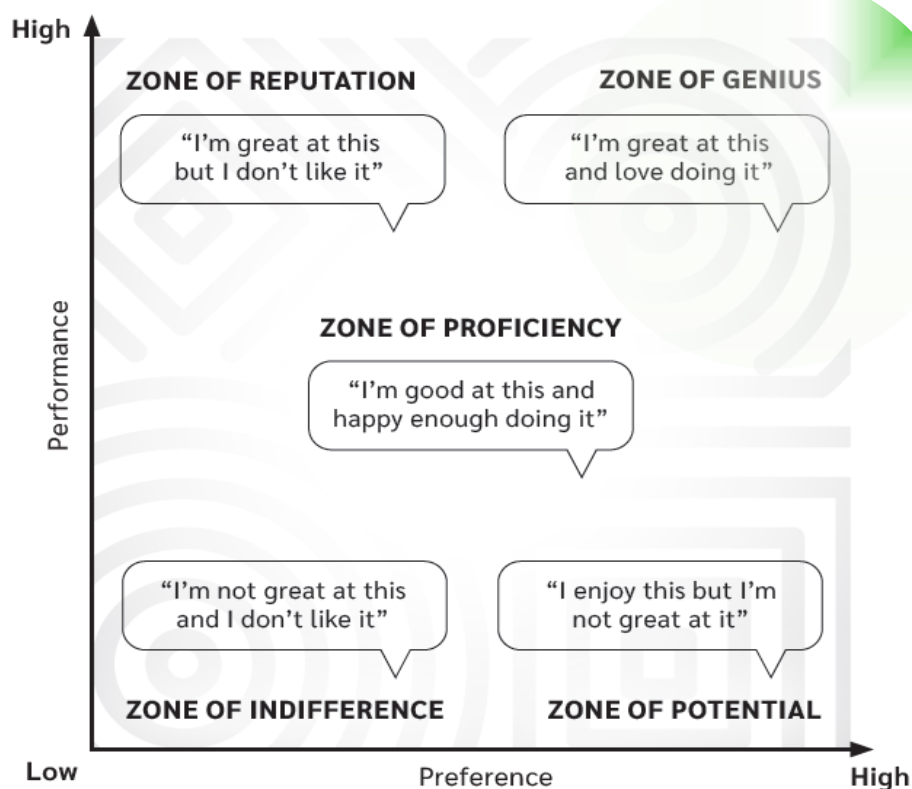 High
ZONE OF REPUTATION
ZONE OF GENIUS
“I’m great at this
but I don’t like it”
“I’m great at this
and love doing it”
Performance
ZONE OF PROFICIENCY
“I’m good at this and
happy enough doing it”
“I’m not great at this
and I don’t like it”
“I enjoy this but I’m
not great at it”
ZONE OF INDIFFERENCE
ZONE OF POTENTIAL
Low
Preference
High